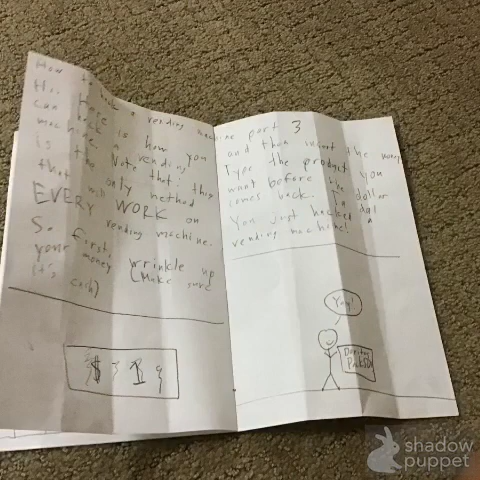 How to hack a vending machine part 3
Hi! Here is how you
can hack a vending
machine. Note that: this
is the only method
that will WORK on
EVERY vending machine.
So first, wrinkle up
your money (Make sure
it's cash)
and then insert the money
Type the product you
want before the dollar
comes back. Ta da!
You just hacked a
vending machine!
Yay!
Doritos
shadow
puppet